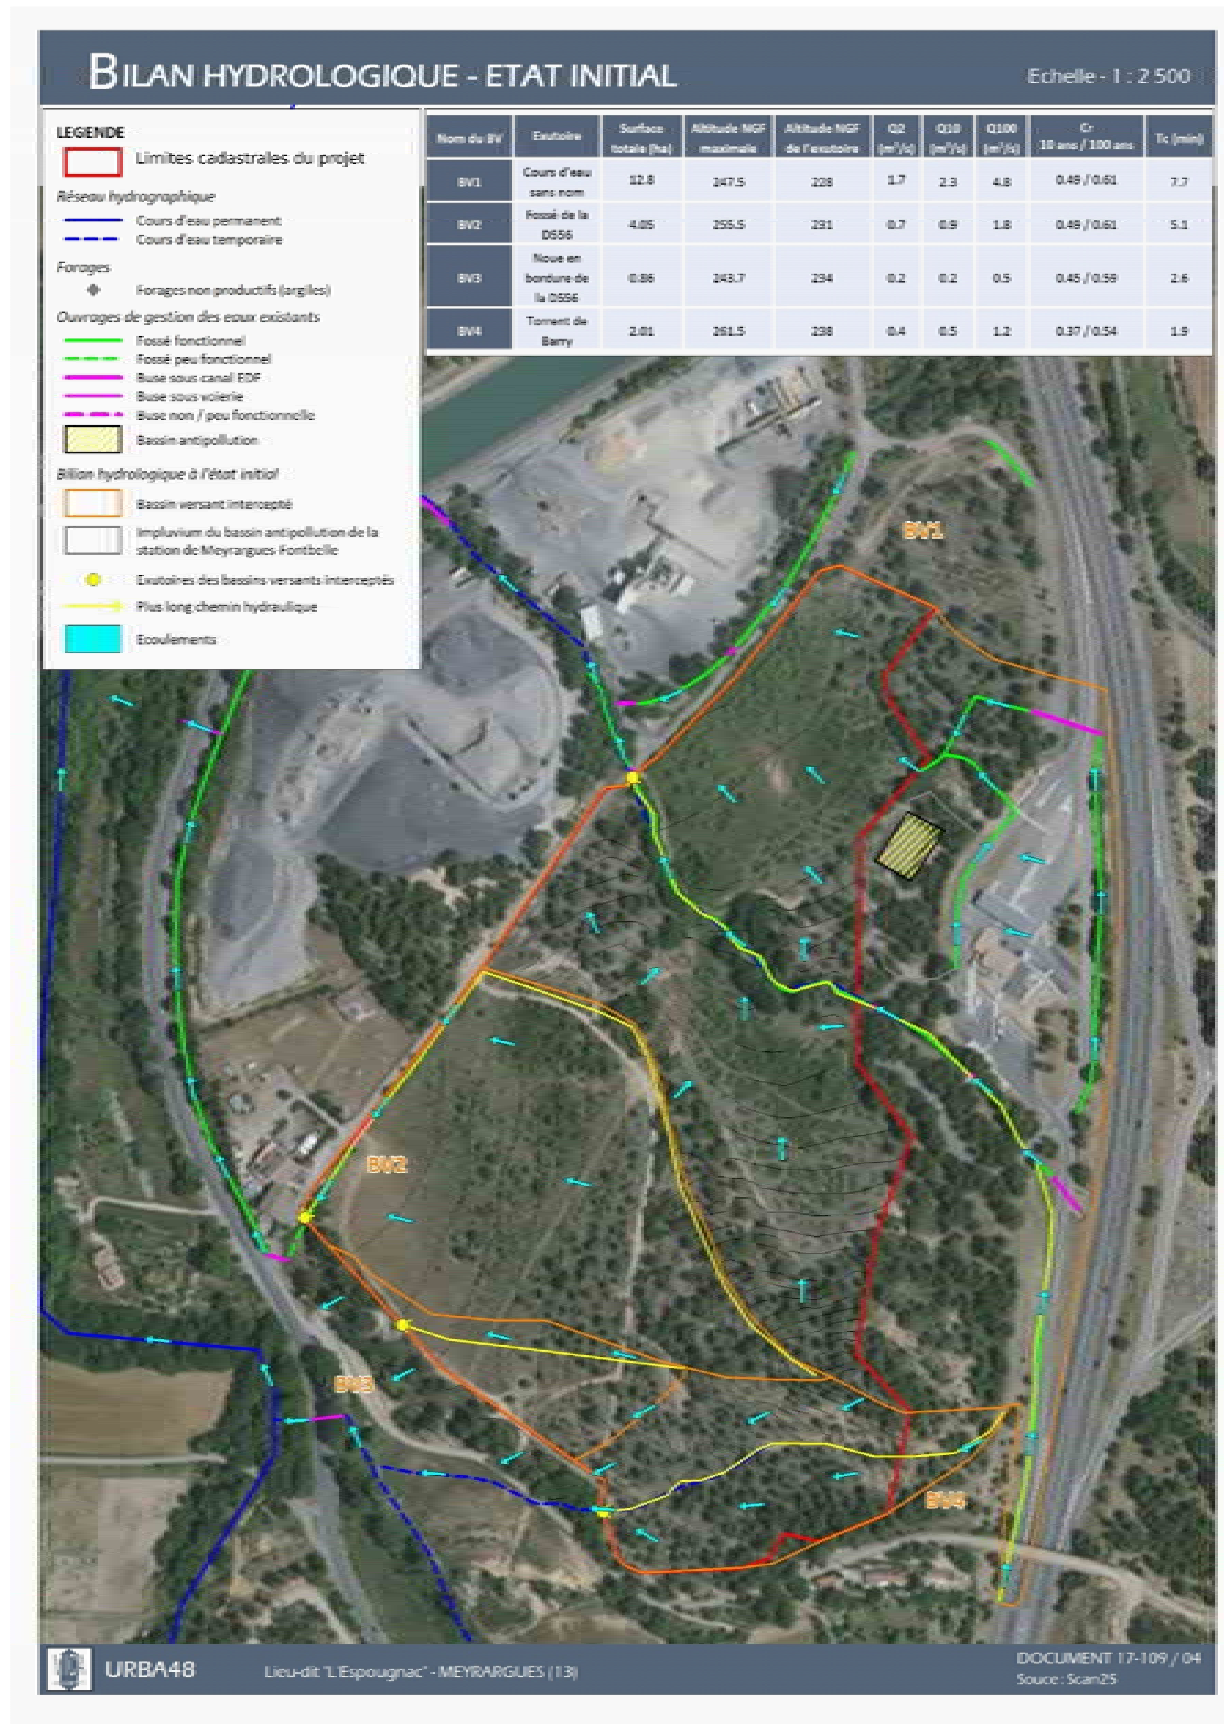 BILAN HYDROLOGIQUE - ETAT INITIAL
Echelle - 1 : 2 500
LEGENDE
Limites cadastrales du projet
Réseau hydrographique
Cours d'eau permanent
Cours d'eau temporaire
Forages
Forages non productifs (argiles)
Ouvrages de gestion des eaux existants
Fossé fonctionnel
Fossé peu fonctionnel
Buse sous canal EDF
Buse sous voierie
Buse non / peu fonctionnelle
Bassin antipollution
Bilian hydrologique à l'état initial
Bassin versant intercepté
Impluvium du bassin antipollution de la
station de Meyrargues-Fontbelle
Exutoires des bassins versants interceptés
Plus long chemin hydraulique
Ecoulements
Nom du BV Exutoire Surface totale (ha) Altitude NGF maximale Altitude NGF de l'exutoire Q2 (m³/s) Q10 (m³/s) Q100 (m³/s) Cr 10 ans / 100 ans Tc (min)
BV1 Cours d'eau sans nom 12.8 247.5 228 1.7 2.3 4.8 0.49 / 0.61 7.7
BV2 Fossé de la D556 4.05 255.5 231 0.7 0.9 1.8 0.49 / 0.61 5.1
BV3 Noue en bordure de la D556 0.86 243.7 234 0.2 0.2 0.5 0.45 / 0.59 2.6
BV4 Torrent de Barry 2.01 261.5 238 0.4 0.5 1.2 0.37 / 0.54 1.9
BV1
BV2
BV3
BV4
URBA48
Lieu-dit "L'Espougnac" - MEYRARGUES (13)
DOCUMENT 17-109 / 04
Souce : Scan25